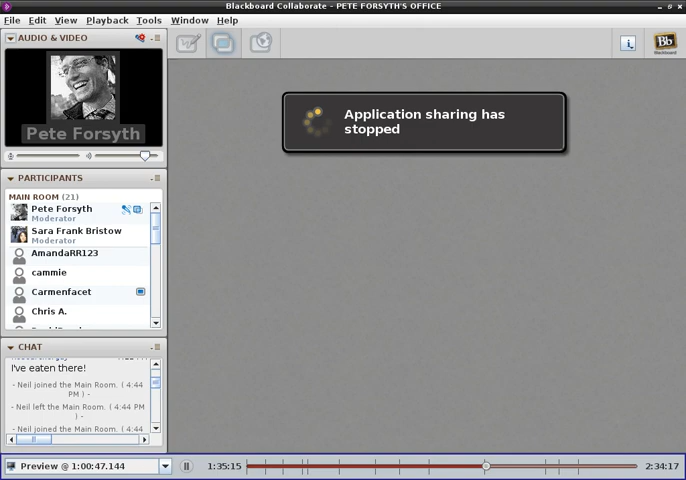 Blackboard Collaborate - PETE FORSYTH'S OFFICE
File Edit View Playback Tools Window Help
AUDIO & VIDEO
Pete Forsyth
PARTICIPANTS
MAIN ROOM (21)
Pete Forsyth
Moderator
Sara Frank Bristow
Moderator
AmandaRR123
cammie
Carmenfacet
Chris A.
CHAT
I've eaten there!
- Neil joined the Main Room. ( 4:44
PM ) -
- Neil left the Main Room. ( 4:44 PM
) -
- Neil joined the Main Room. ( 4:44
Application sharing has
stopped
i
Bb
Blackboard
Preview @ 1:00:47.144
1:35:15
2:34:17